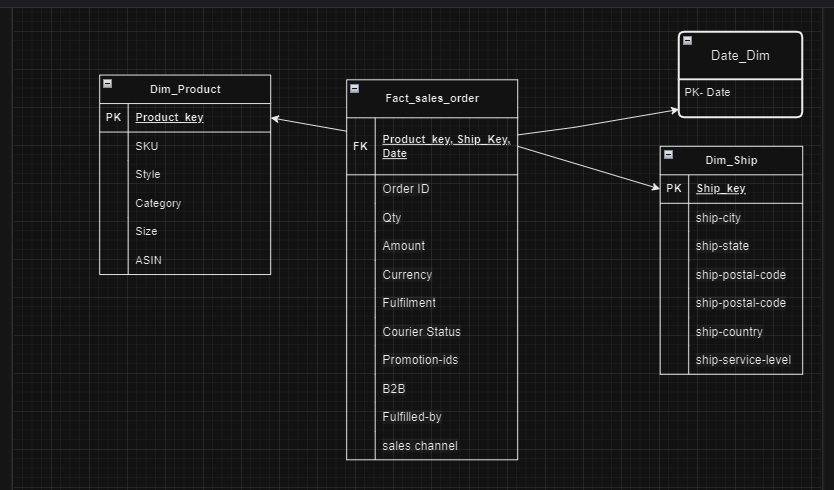 Dim_Product
PK Product_key
SKU
Style
Category
Size
ASIN
Fact_sales_order
FK Product_key, Ship_Key,
Date
Order ID
Qty
Amount
Currency
Fulfilment
Courier Status
Promotion-ids
B2B
Fulfilled-by
sales channel
Date_Dim
PK- Date
Dim_Ship
PK Ship_key
ship-city
ship-state
ship-postal-code
ship-postal-code
ship-country
ship-service-level